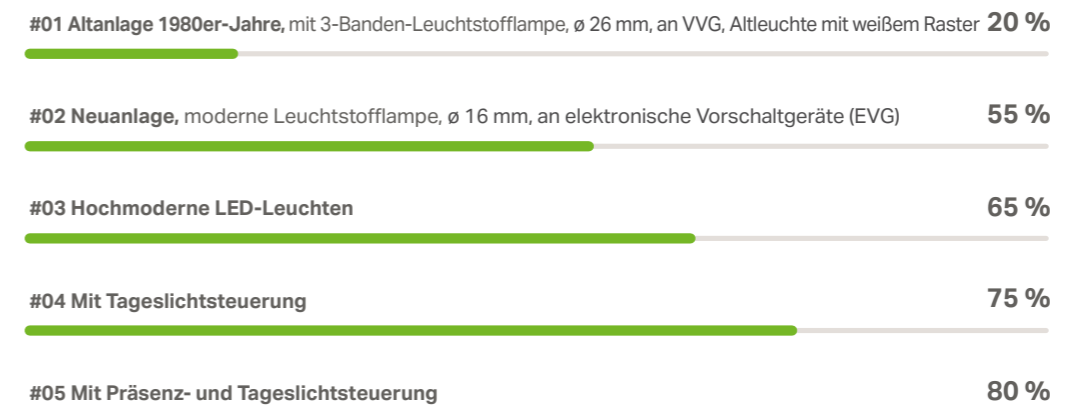 #01 Altanlage 1980er-Jahre, mit 3-Banden-Leuchtstofflampe, ø 26 mm, an VVG, Altleuchte mit weißem Raster 20 %
#02 Neuanlage, moderne Leuchtstofflampe, ø 16 mm, an elektronische Vorschaltgeräte (EVG) 55 %
#03 Hochmoderne LED-Leuchten 65 %
#04 Mit Tageslichtsteuerung 75 %
#05 Mit Präsenz- und Tageslichtsteuerung 80 %